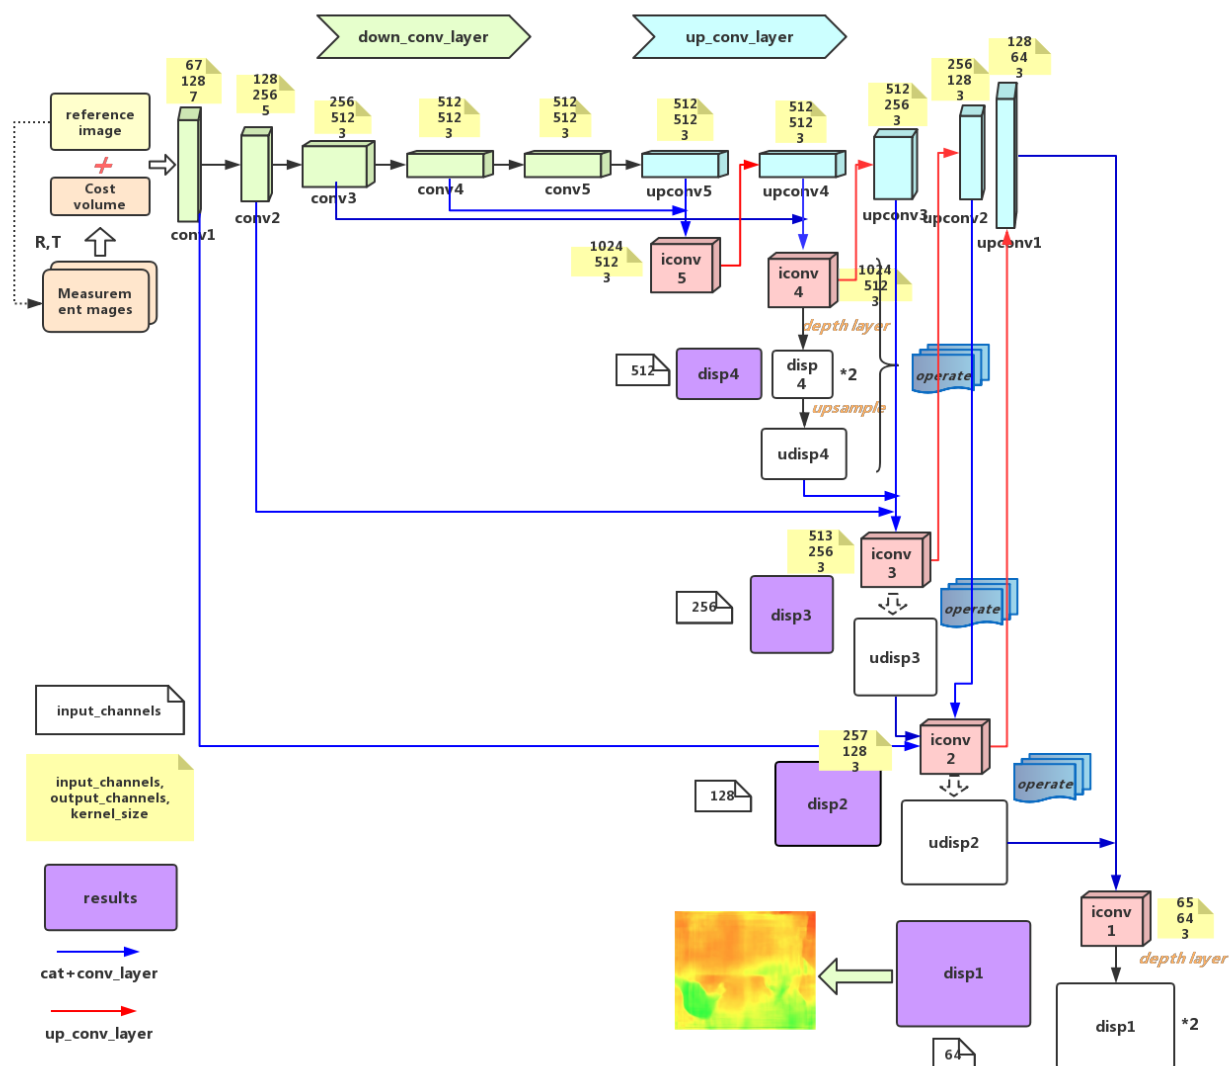 down_conv_layer
up_conv_layer
67
128
7
128
256
5
256
512
3
512
512
3
512
512
3
512
512
3
512
512
3
512
256
3
256
128
3
128
64
3
reference
image
+
Cost
volume
R,T
Measurem
ent mages
conv1
conv2
conv3
conv4
conv5
upconv5
upconv4
upconv3
upconv2
upconv1
1024
512
3
iconv
5
iconv
4
1024
512
3
depth layer
512
disp4
disp
4
*2
operate
upsample
udisp4
513
256
3
iconv
3
256
disp3
operate
udisp3
input_channels
257
128
3
iconv
2
input_channels,
output_channels,
kernel_size
128
disp2
operate
udisp2
results
iconv
1
65
64
3
depth layer
cat+conv_layer
disp1
up_conv_layer
disp1
*2
64